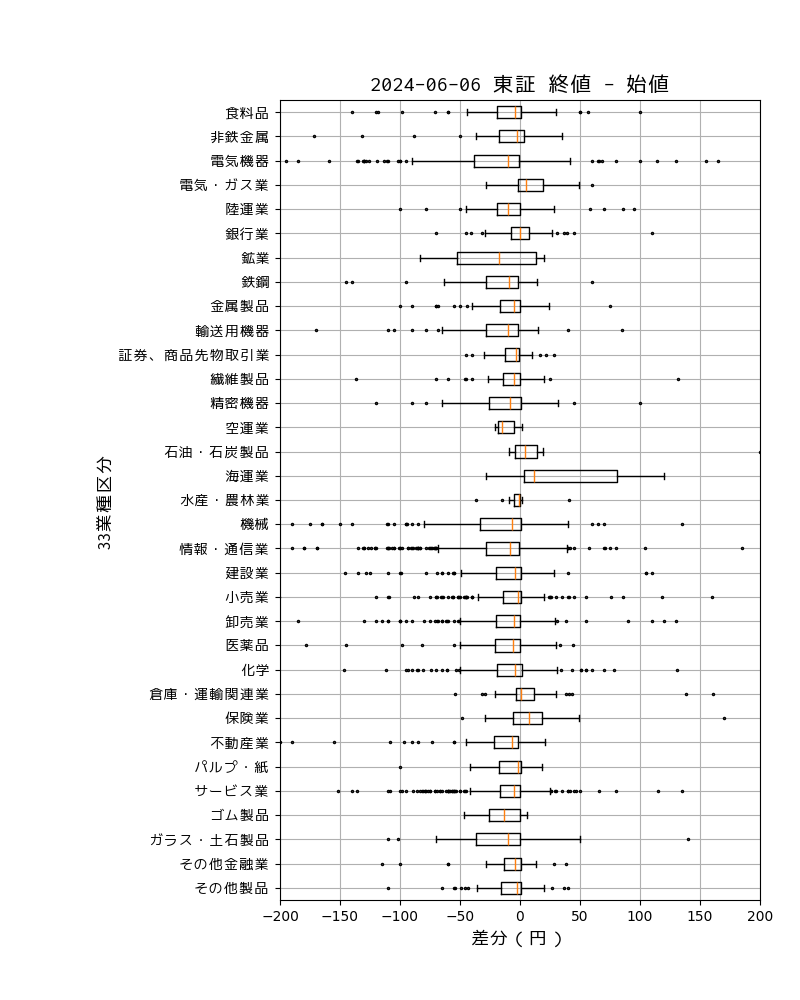 2024-06-06 東証 終値 - 始値
食料品
非鉄金属
電気機器
電気・ガス業
陸運業
銀行業
鉱業
鉄鋼
金属製品
輸送用機器
証券、商品先物取引業
繊維製品
精密機器
空運業
石油・石炭製品
海運業
水産・農林業
機械
情報・通信業
建設業
小売業
卸売業
医薬品
化学
倉庫・運輸関連業
保険業
不動産業
パルプ・紙
サービス業
ゴム製品
ガラス・土石製品
その他金融業
その他製品
33業種区分
−200 −150 −100 −50 0 50 100 150 200
差分（円）